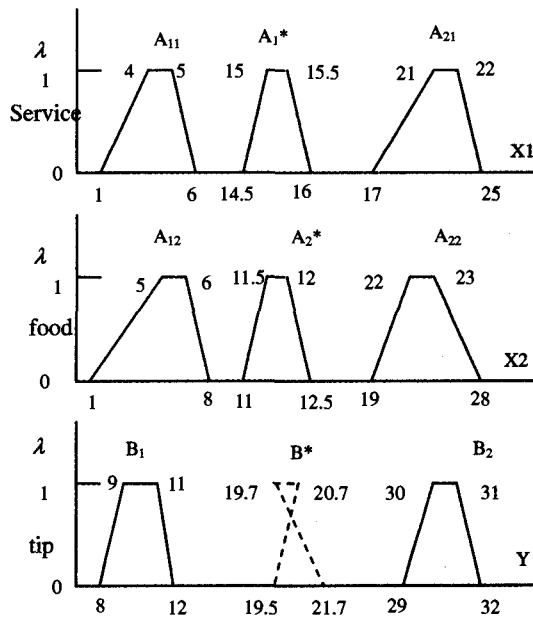 A11 A1* A21
λ
1 4 5 15 15.5 21 22
Service
X1
0
1 6 14.5 16 17 25
A12 A2* A22
λ
1 5 6 11.5 12 22 23
food
X2
0
1 8 11 12.5 19 28
B1 B* B2
λ
1 9 11 19.7 20.7 30 31
tip
Y
0
8 12 19.5 21.7 29 32